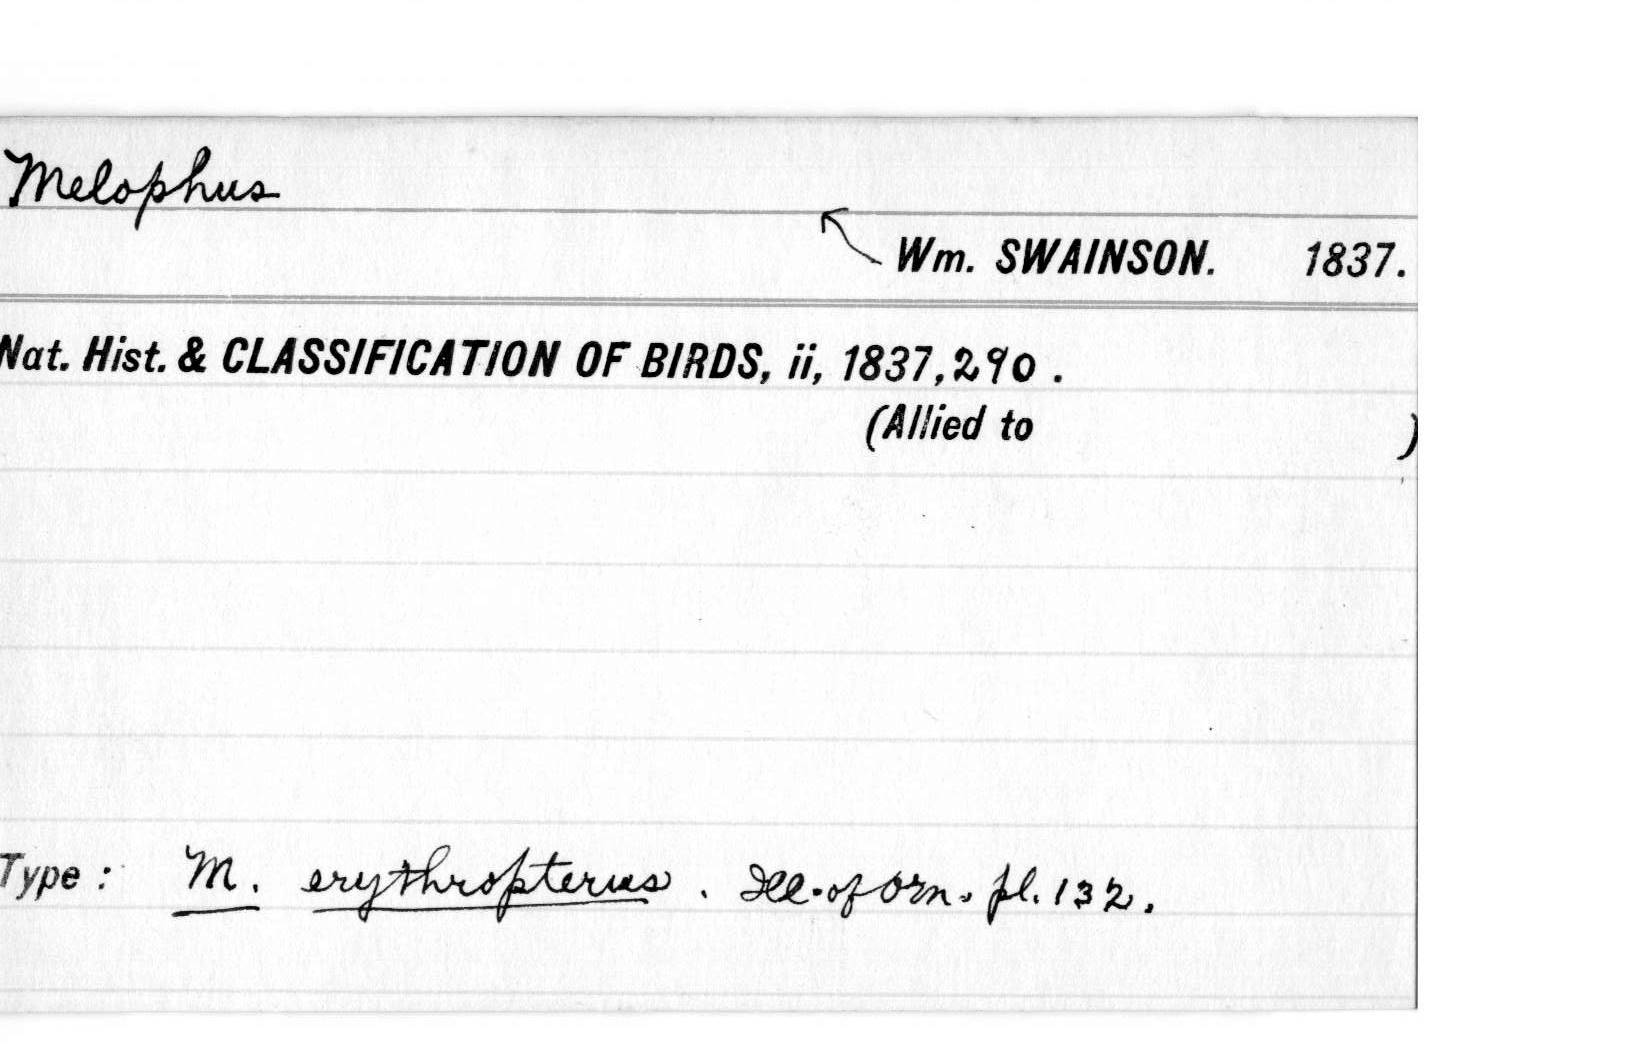 Melophus
Wm. SWAINSON. 1837.
Nat. Hist. & CLASSIFICATION OF BIRDS, ii, 1837, 290.
(Allied to )
Type: M. erythropterus. Ill. of Orn. pl. 132.